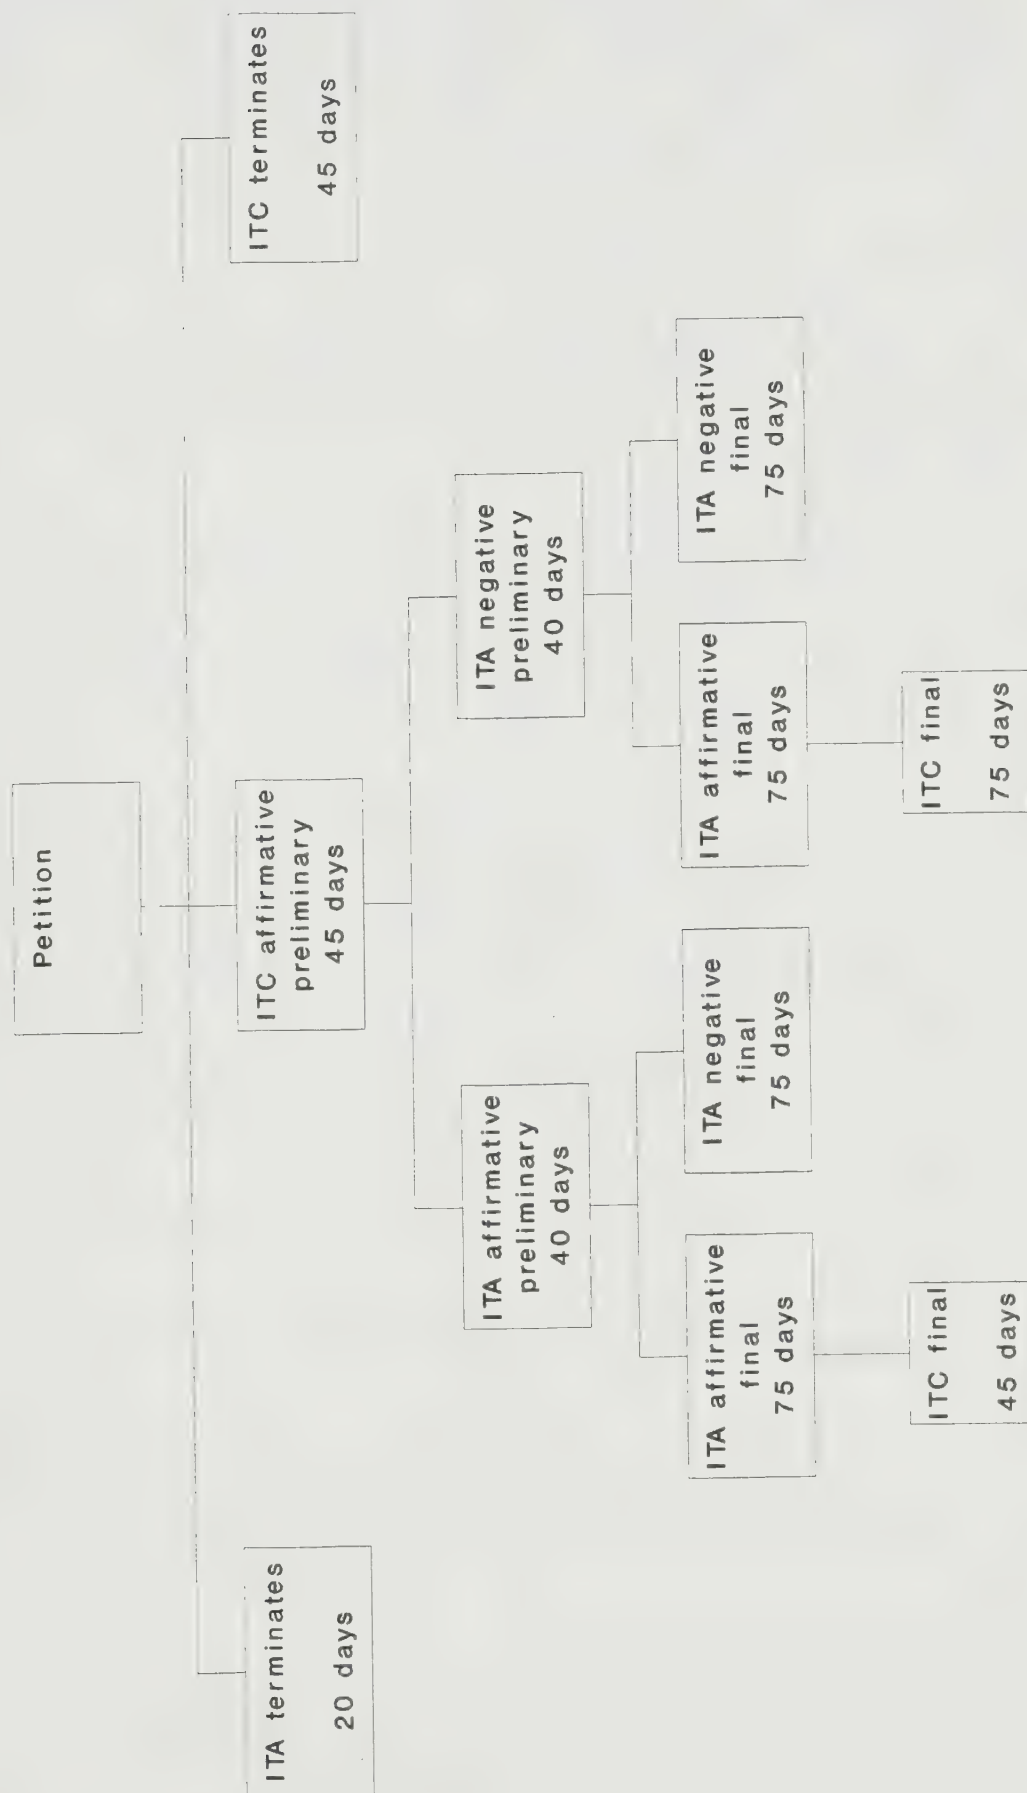 Petition
ITA terminates
20 days
ITC affirmative
preliminary
45 days
ITC terminates
45 days
ITA affirmative
preliminary
40 days
ITA negative
preliminary
40 days
ITA affirmative
final
75 days
ITA negative
final
75 days
ITA affirmative
final
75 days
ITA negative
final
75 days
ITC final
45 days
ITC final
75 days